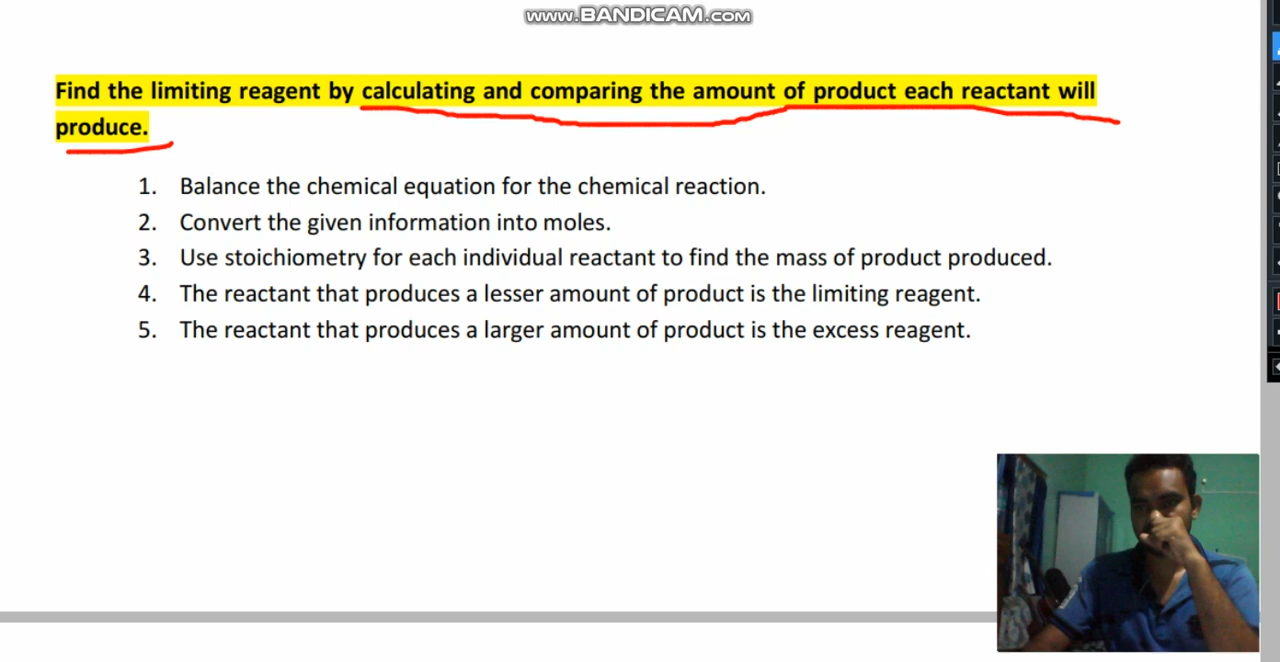 www.BANDICAM.com
Find the limiting reagent by calculating and comparing the amount of product each reactant will
produce.
1. Balance the chemical equation for the chemical reaction.
2. Convert the given information into moles.
3. Use stoichiometry for each individual reactant to find the mass of product produced.
4. The reactant that produces a lesser amount of product is the limiting reagent.
5. The reactant that produces a larger amount of product is the excess reagent.